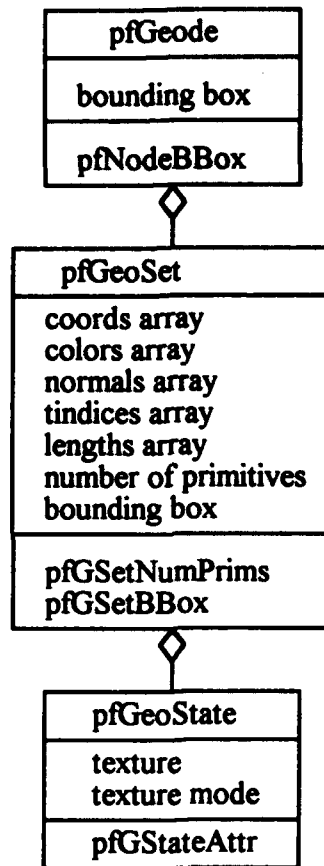 pfGeode
bounding box
pfNodeBBox
pfGeoSet
coords array
colors array
normals array
tindices array
lengths array
number of primitives
bounding box
pfGSetNumPrims
pfGSetBBox
pfGeoState
texture
texture mode
pfGStateAttr